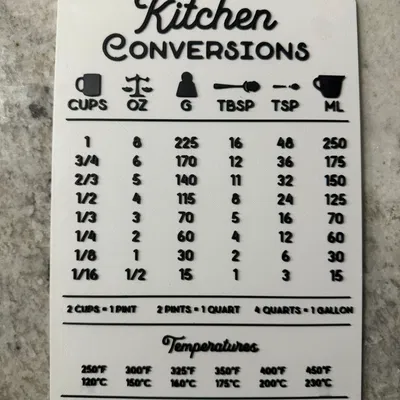 Kitchen
CONVERSIONS
CUPS OZ G TBSP TSP ML
1 8 225 16 48 250
3/4 6 170 12 36 175
2/3 5 140 11 32 150
1/2 4 115 8 24 125
1/3 3 70 5 16 70
1/4 2 60 4 12 60
1/8 1 30 2 6 30
1/16 1/2 15 1 3 15
2 CUPS = 1 PINT 2 PINTS = 1 QUART 4 QUARTS = 1 GALLON
Temperatures
250°F 300°F 325°F 350°F 400°F 450°F
120°C 150°C 160°C 175°C 200°C 230°C